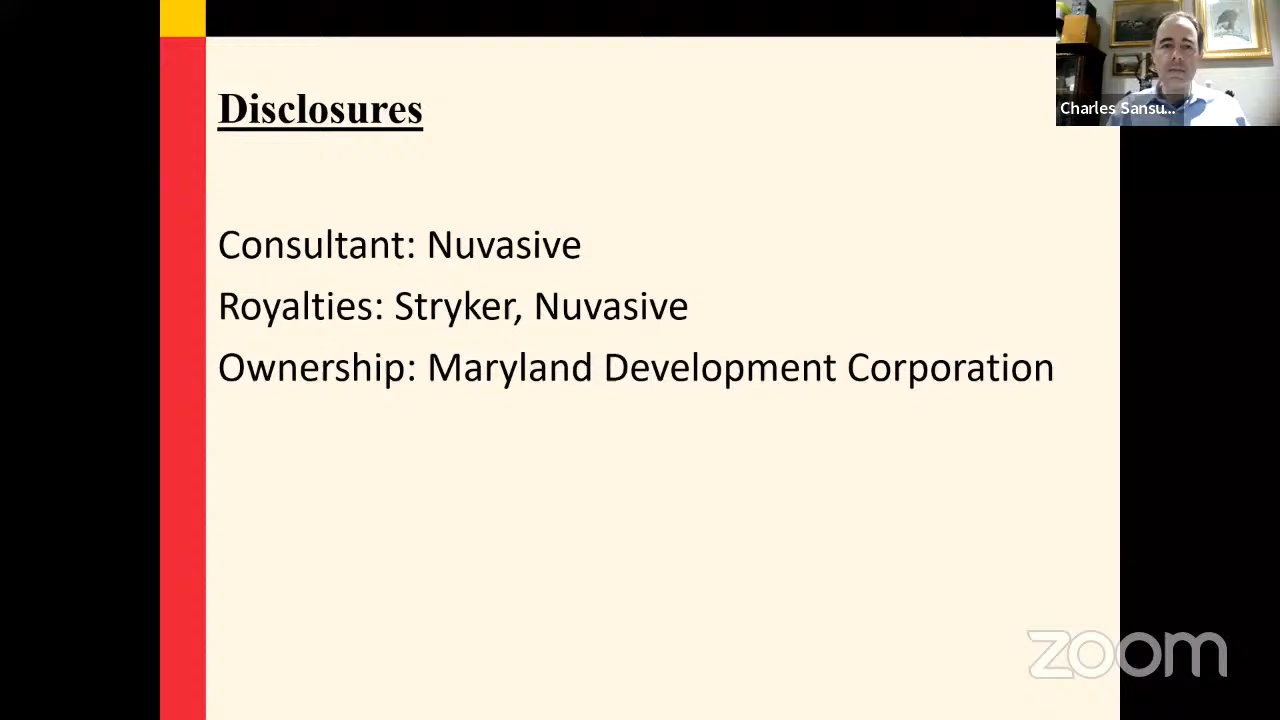 Disclosures
Charles Sansu...
Consultant: Nuvasive
Royalties: Stryker, Nuvasive
Ownership: Maryland Development Corporation
zoom